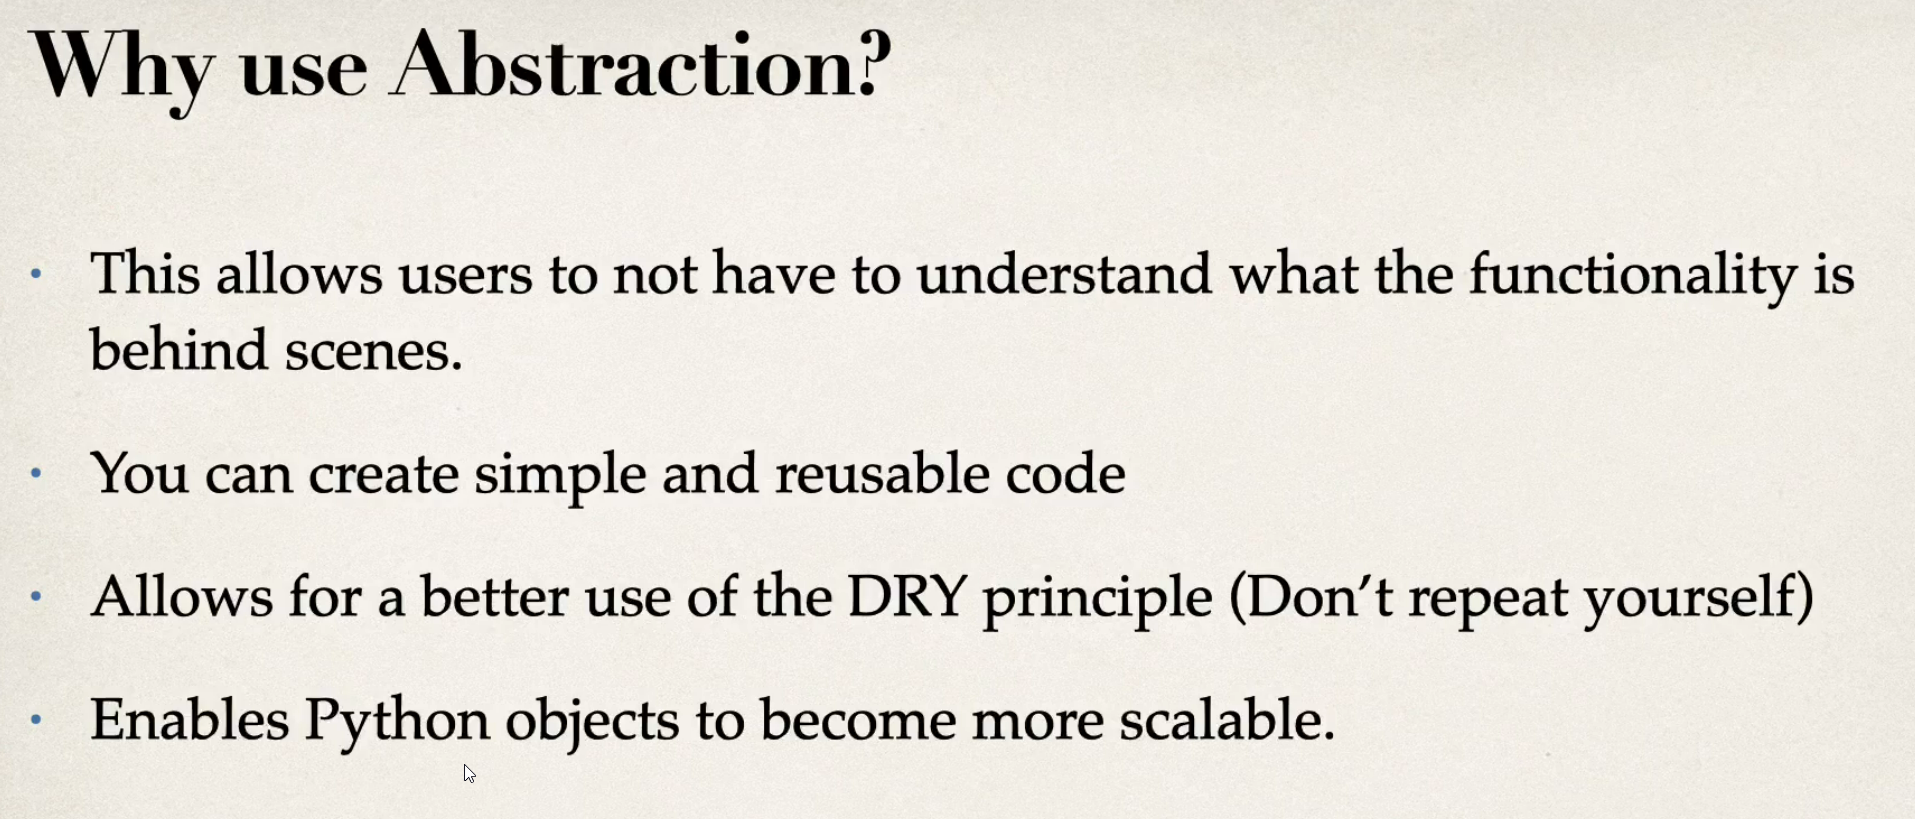 Why use Abstraction?
• This allows users to not have to understand what the functionality is
behind scenes.
• You can create simple and reusable code
• Allows for a better use of the DRY principle (Don’t repeat yourself)
• Enables Python objects to become more scalable.